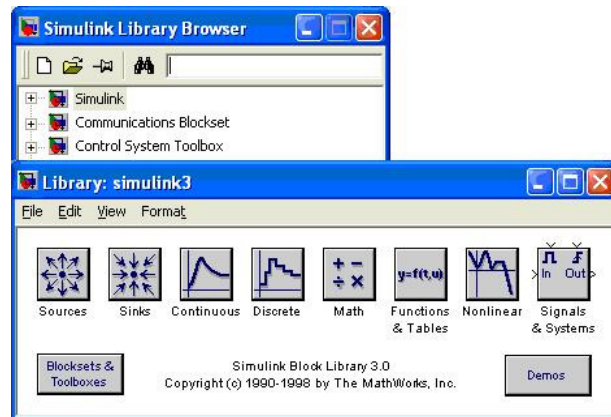 Simulink Library Browser
Simulink
Communications Blockset
Control System Toolbox
Library: simulink3
File Edit View Format
+ −
÷ ×
y=f(t,u)
In Out
Sources Sinks Continuous Discrete Math Functions & Tables Nonlinear Signals & Systems
Blocksets & Toolboxes
Simulink Block Library 3.0
Copyright (c) 1990-1998 by The MathWorks, Inc.
Demos